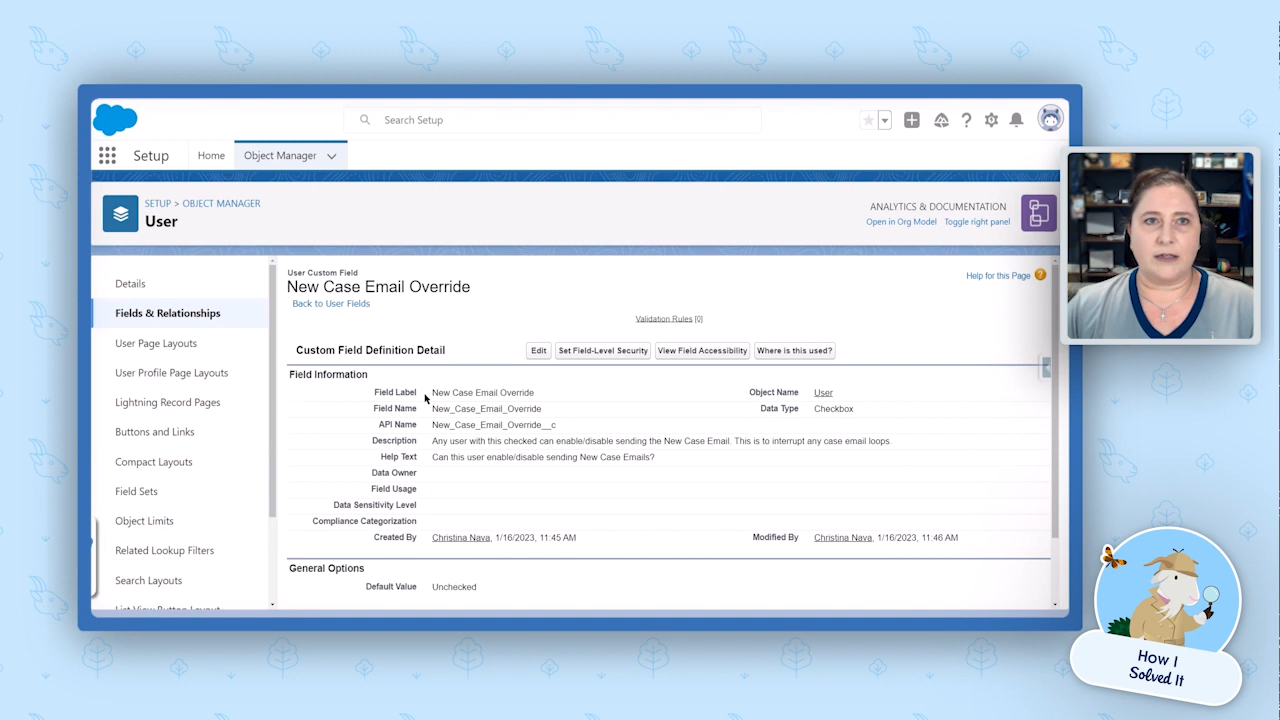 Search Setup
Setup
Home
Object Manager
SETUP > OBJECT MANAGER
User
ANALYTICS & DOCUMENTATION
Open in Org Model Toggle right panel
Details
Fields & Relationships
User Page Layouts
User Profile Page Layouts
Lightning Record Pages
Buttons and Links
Compact Layouts
Field Sets
Object Limits
Related Lookup Filters
Search Layouts
List View Button Layout
User Custom Field
New Case Email Override
Back to User Fields
Help for this Page ?
Validation Rules [0]
Custom Field Definition Detail
Edit Set Field-Level Security View Field Accessibility Where is this used?
Field Information
Field Label New Case Email Override Object Name User
Field Name New_Case_Email_Override Data Type Checkbox
API Name New_Case_Email_Override__c
Description Any user with this checked can enable/disable sending the New Case Email. This is to interrupt any case email loops.
Help Text Can this user enable/disable sending New Case Emails?
Data Owner
Field Usage
Data Sensitivity Level
Compliance Categorization
Created By Christina Nava, 1/16/2023, 11:45 AM Modified By Christina Nava, 1/16/2023, 11:46 AM
General Options
Default Value Unchecked
How I
Solved It